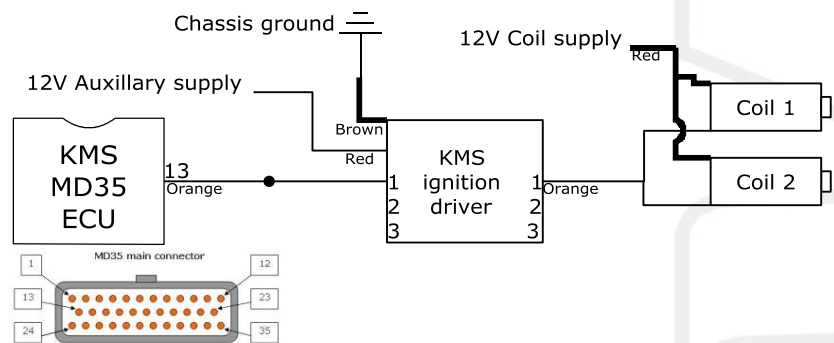 Chassis ground
12V Coil supply
Red
12V Auxillary supply
Coil 1
Brown
Red
KMS
MD35
ECU
13
Orange
KMS
ignition
driver
1
2
3
1
2
3
Orange
Coil 2
MD35 main connector
1
12
13
23
24
35